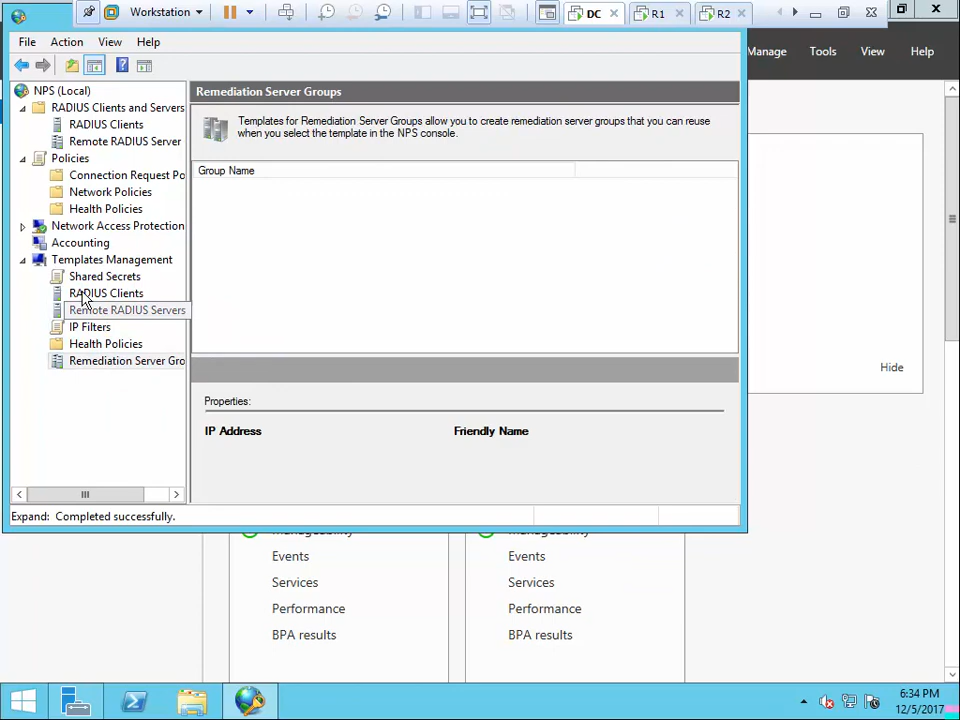 Workstation
DC
R1
R2
File
Action
View
Help
Manage
Tools
View
Help
NPS (Local)
RADIUS Clients and Servers
RADIUS Clients
Remote RADIUS Server
Policies
Connection Request Po
Network Policies
Health Policies
Network Access Protection
Accounting
Templates Management
Shared Secrets
RADIUS Clients
Remote RADIUS Servers
IP Filters
Health Policies
Remediation Server Gro
Remediation Server Groups
Templates for Remediation Server Groups allow you to create remediation server groups that you can reuse
when you select the template in the NPS console.
Group Name
Properties:
IP Address
Friendly Name
Expand: Completed successfully.
Hide
Manageability
Events
Services
Performance
BPA results
Manageability
Events
Services
Performance
BPA results
6:34 PM
12/5/2017